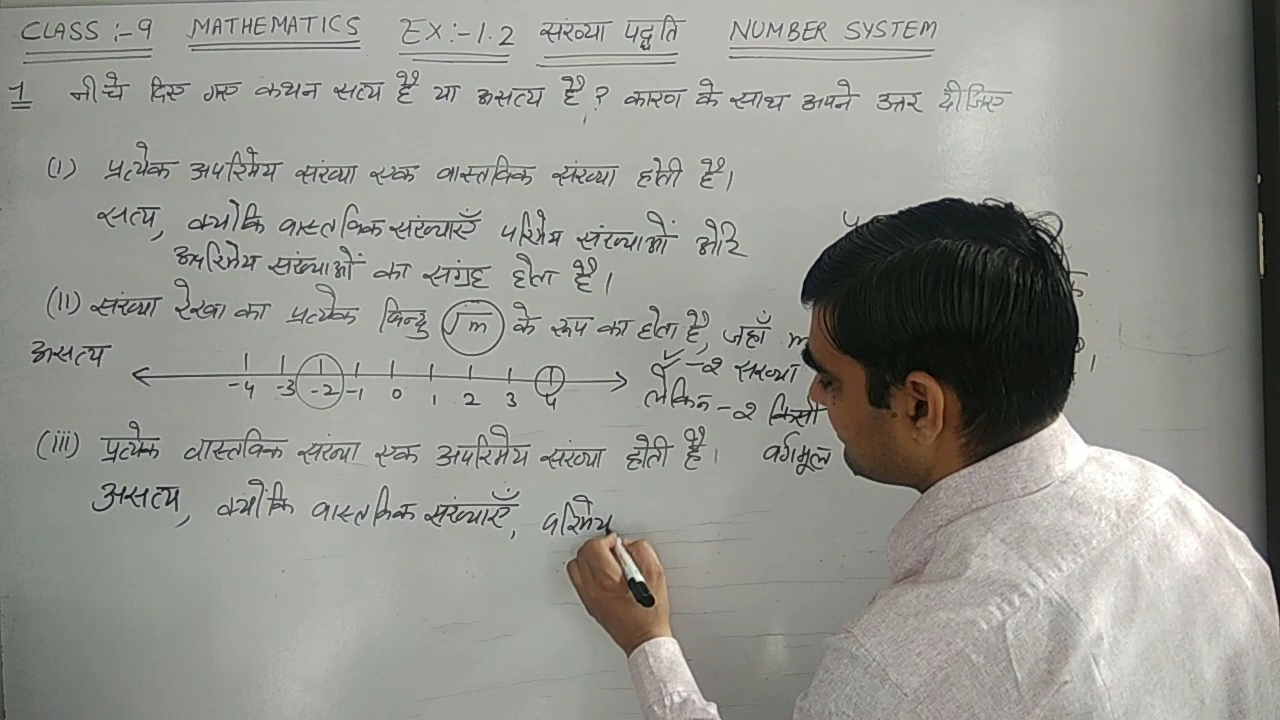 CLASS :- 9 MATHEMATICS EX:-1.2 संख्या पद्धति NUMBER SYSTEM
1 नीचे दिए गए कथन सत्य हैं या असत्य हैं? कारण के साथ अपने उत्तर दीजिए
(i) प्रत्येक अपरिमेय संख्या एक वास्तविक संख्या होती है।
सत्य, क्योंकि वास्तविक संख्याएँ परिमेय संख्याओं और
अपरिमेय संख्याओं का संग्रह होता है।
(ii) संख्या रेखा का प्रत्येक बिन्दु √m के रूप का होता है, जहाँ m
असत्य
-4 -3 -2 -1 0 1 2 3 4
-2 संख्या
लेकिन -2 किसी
वर्गमूल
(iii) प्रत्येक वास्तविक संख्या एक अपरिमेय संख्या होती है।
असत्य, क्योंकि वास्तविक संख्याएँ, परिमेय